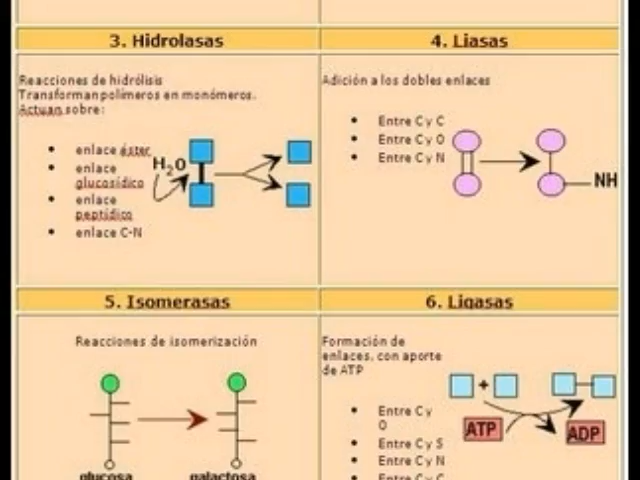 3. Hidrolasas
Reacciones de hidrólisis
Transforman polímeros en monómeros.
Actuan sobre:
enlace éster
enlace
glucosídico
enlace
peptídico
enlace C-N
H2O
4. Liasas
Adición a los dobles enlaces
Entre C y C
Entre C y O
Entre C y N
NH
5. Isomerasas
Reacciones de isomerización
glucosa
galactosa
6. Ligasas
Formación de
enlaces, con aporte
de ATP
Entre C y
O
Entre C y S
Entre C y N
Entre C y C
+
ATP
ADP